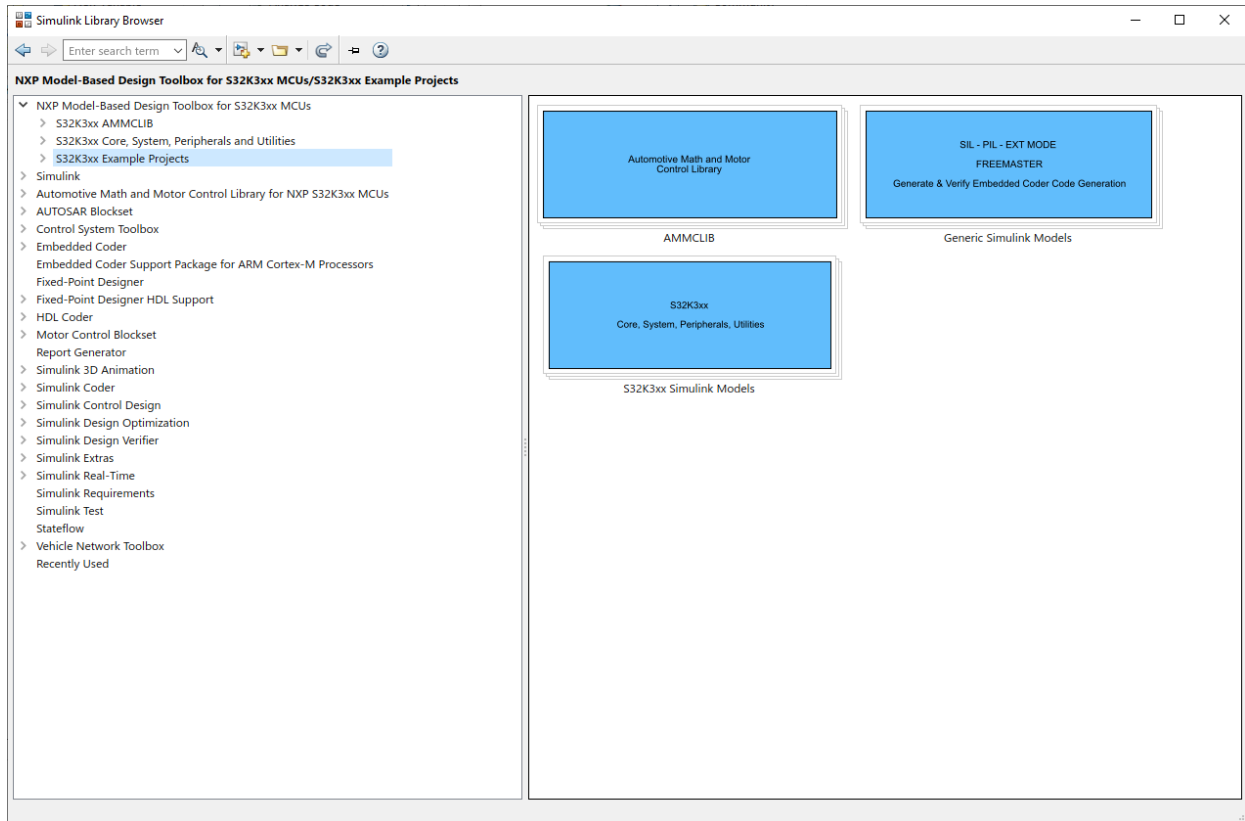 Simulink Library Browser
Enter search term
NXP Model-Based Design Toolbox for S32K3xx MCUs/S32K3xx Example Projects
NXP Model-Based Design Toolbox for S32K3xx MCUs
S32K3xx AMMCLIB
S32K3xx Core, System, Peripherals and Utilities
S32K3xx Example Projects
Simulink
Automotive Math and Motor Control Library for NXP S32K3xx MCUs
AUTOSAR Blockset
Control System Toolbox
Embedded Coder
Embedded Coder Support Package for ARM Cortex-M Processors
Fixed-Point Designer
Fixed-Point Designer HDL Support
HDL Coder
Motor Control Blockset
Report Generator
Simulink 3D Animation
Simulink Coder
Simulink Control Design
Simulink Design Optimization
Simulink Design Verifier
Simulink Extras
Simulink Real-Time
Simulink Requirements
Simulink Test
Stateflow
Vehicle Network Toolbox
Recently Used
Automotive Math and Motor
Control Library
AMMCLIB
SIL - PIL - EXT MODE
FREEMASTER
Generate & Verify Embedded Coder Code Generation
Generic Simulink Models
S32K3xx
Core, System, Peripherals, Utilities
S32K3xx Simulink Models